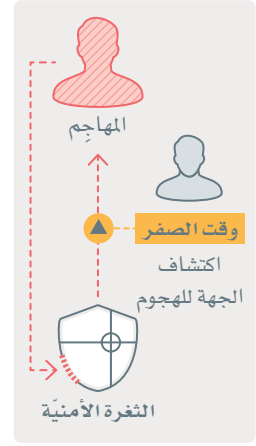 المهاجِم
وقت الصفر
اكتشاف
الجهة للهجوم
الثغرة الأمنيّة